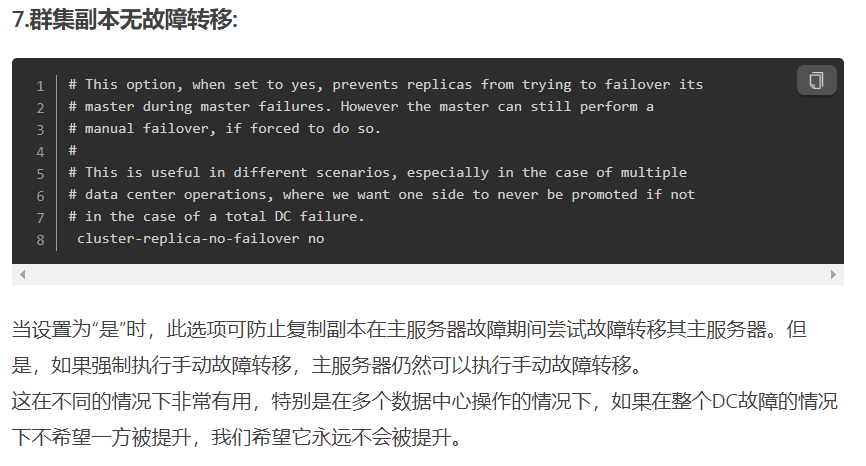 7.群集副本无故障转移:
1 # This option, when set to yes, prevents replicas from trying to failover its
2 # master during master failures. However the master can still perform a
3 # manual failover, if forced to do so.
4 #
5 # This is useful in different scenarios, especially in the case of multiple
6 # data center operations, where we want one side to never be promoted if not
7 # in the case of a total DC failure.
8  cluster-replica-no-failover no
当设置为“是”时，此选项可防止复制副本在主服务器故障期间尝试故障转移其主服务器。但
是，如果强制执行手动故障转移，主服务器仍然可以执行手动故障转移。
这在不同的情况下非常有用，特别是在多个数据中心操作的情况下，如果在整个DC故障的情况
下不希望一方被提升，我们希望它永远不会被提升。